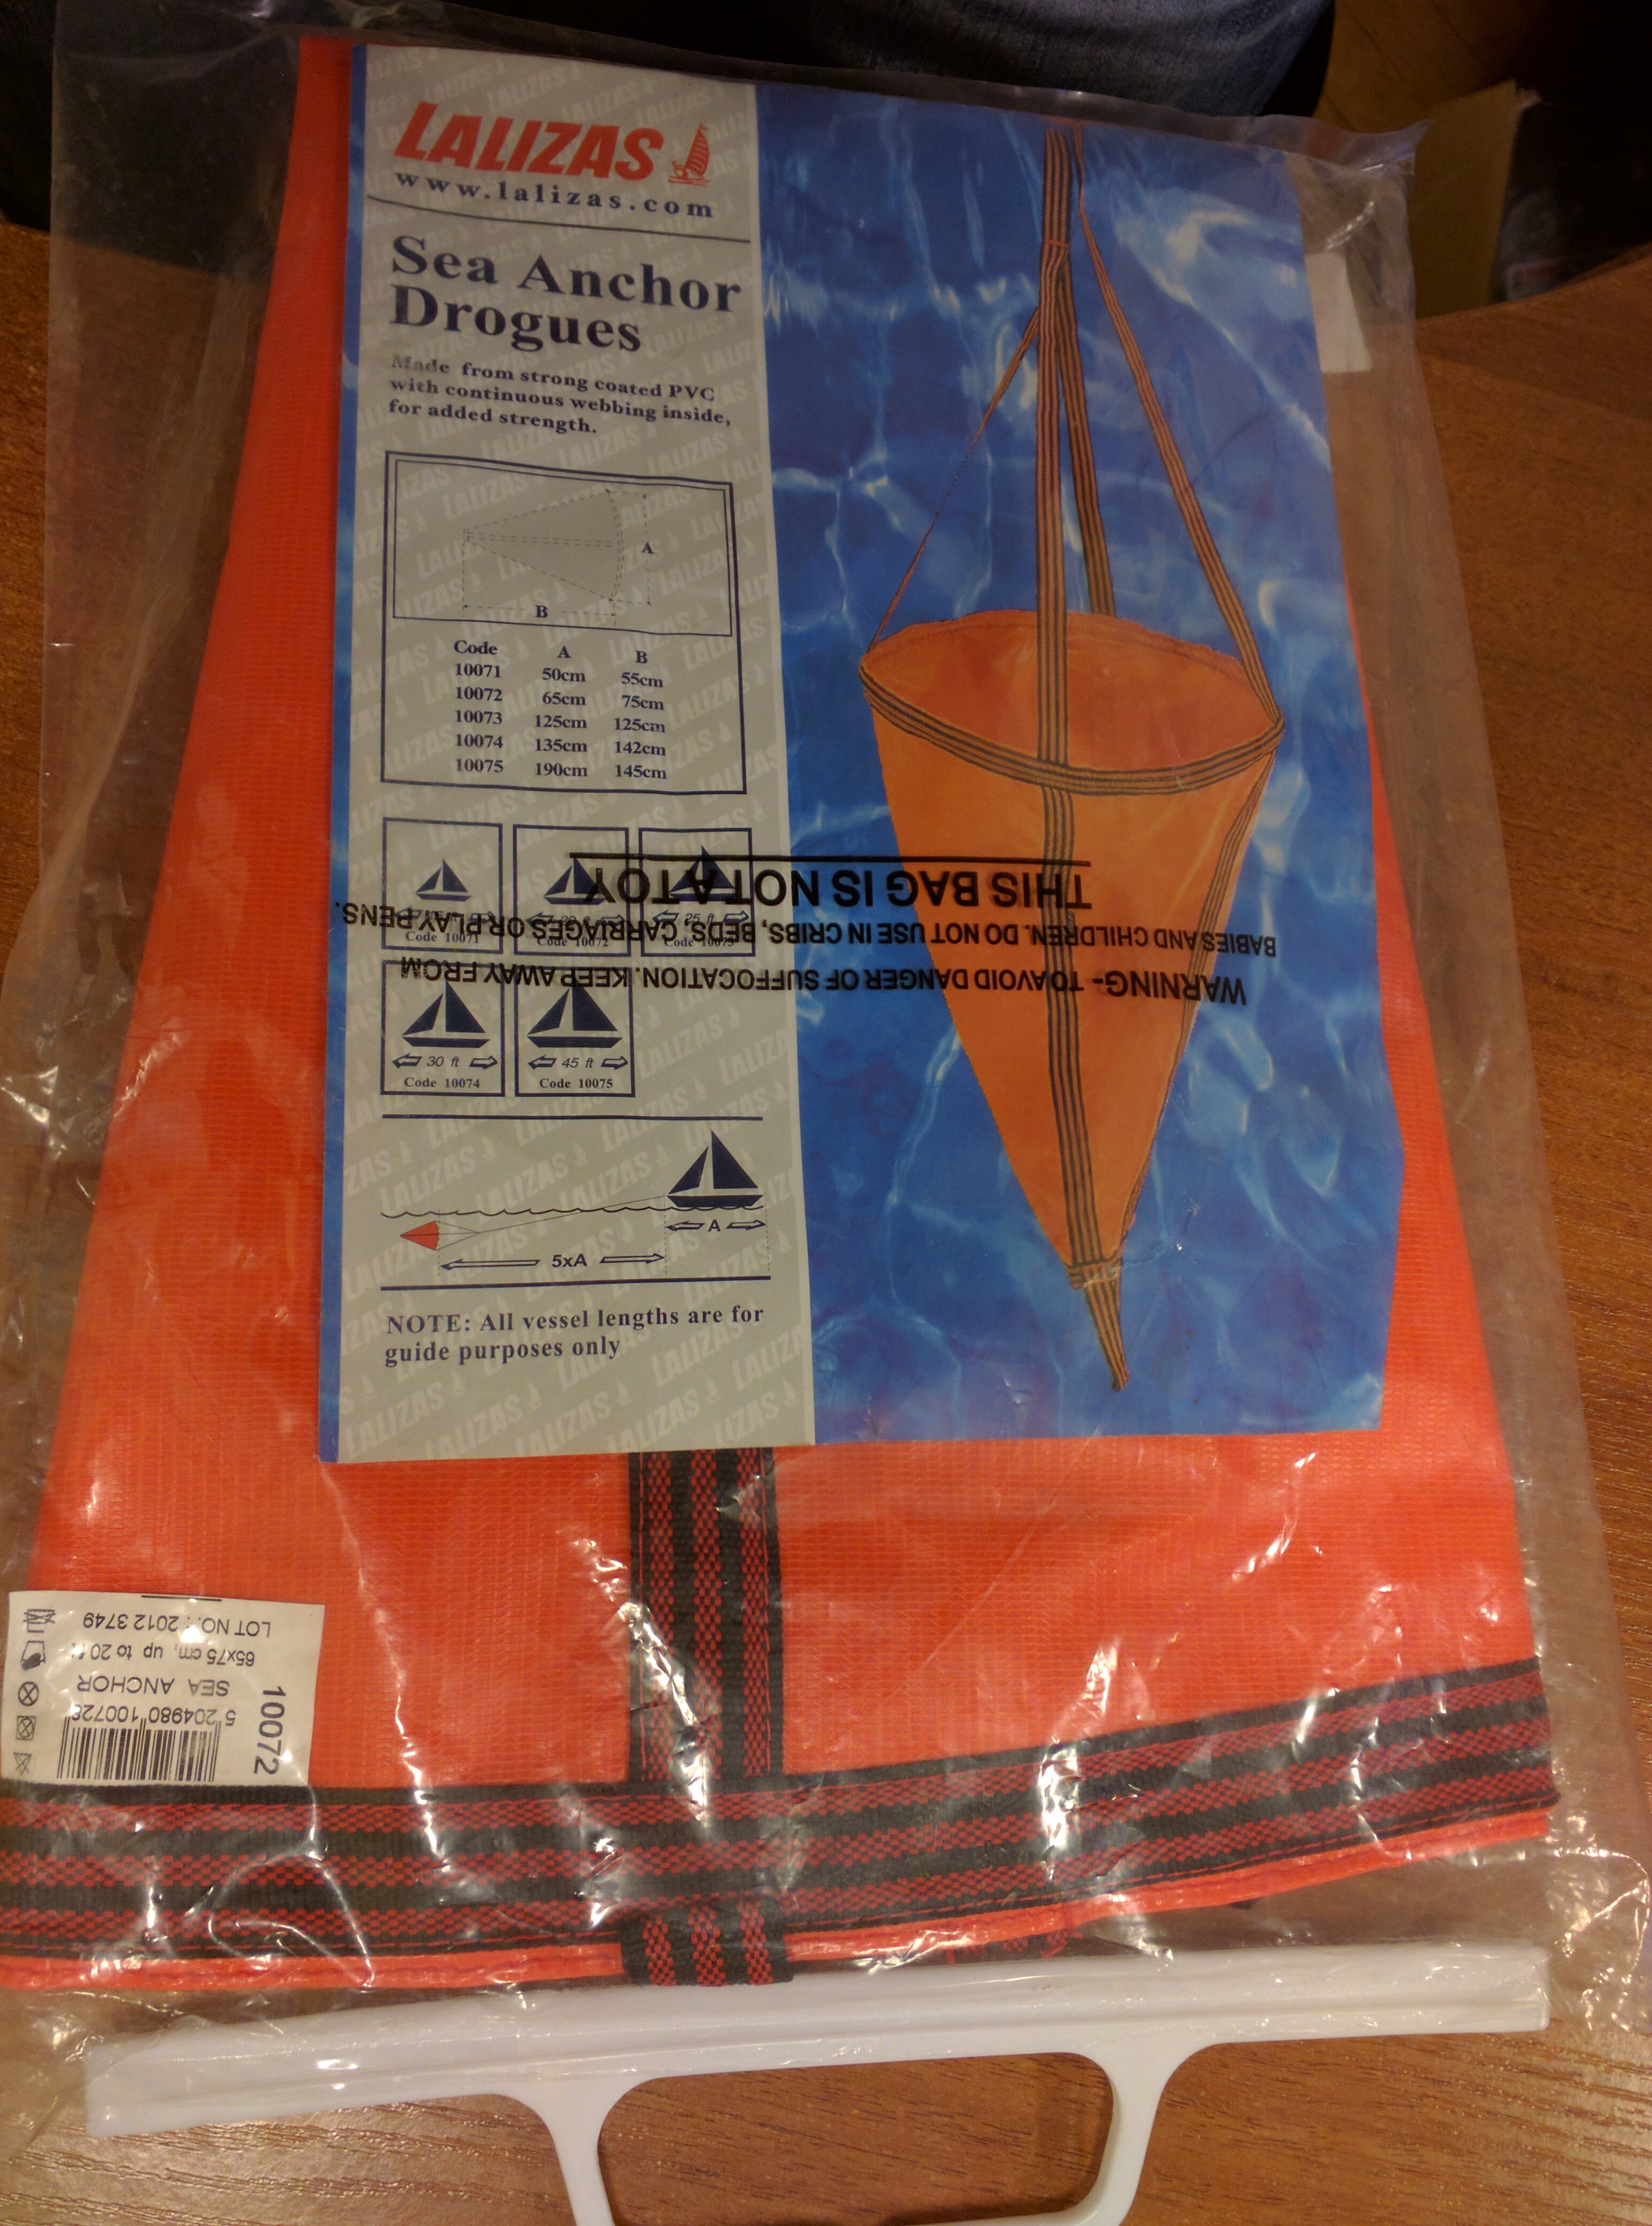 LALIZAS
www.lalizas.com
Sea Anchor
Drogues
Made from strong coated PVC
with continuous webbing inside,
for added strength.
A
B
Code A B
10071 50cm 55cm
10072 65cm 75cm
10073 125cm 125cm
10074 135cm 142cm
10075 190cm 145cm
Code 10071 Code 10072 Code 10073
25 ft
30 ft 45 ft
Code 10074 Code 10075
A
5xA
NOTE: All vessel lengths are for
guide purposes only
WARNING- TO AVOID DANGER OF SUFFOCATION. KEEP AWAY FROM
BABIES AND CHILDREN. DO NOT USE IN CRIBS, BEDS, CARRIAGES OR PLAY PENS.
THIS BAG IS NOT A TOY
10072
5 204980 100728
SEA ANCHOR
65x75 cm, up to 20 ft
LOT NO.: 2012 3749